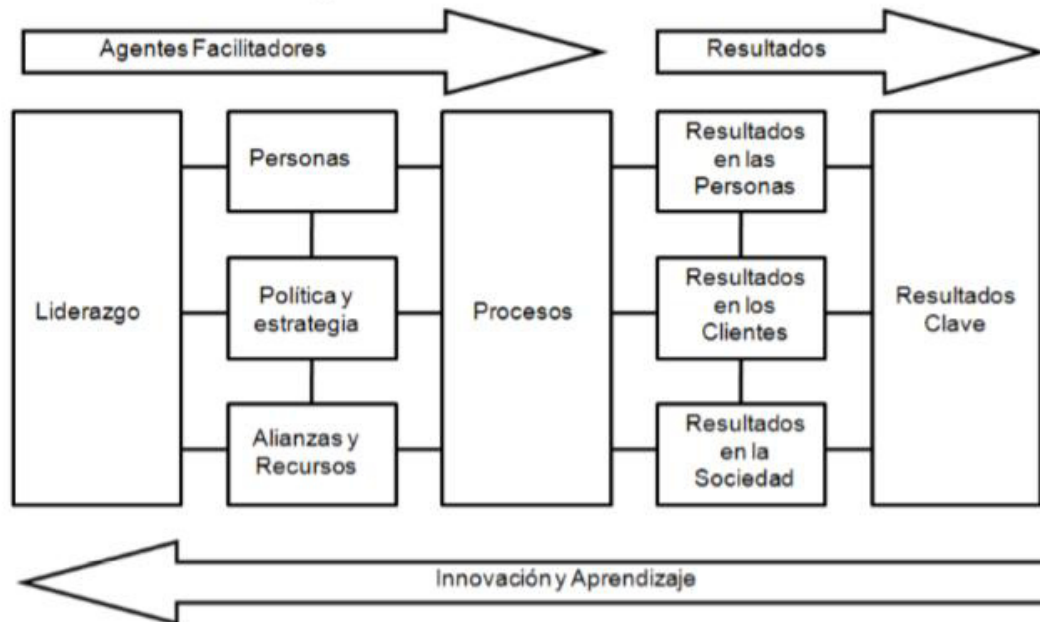 Agentes Facilitadores
Resultados
Liderazgo
Personas
Política y
estrategia
Alianzas y
Recursos
Procesos
Resultados
en las
Personas
Resultados
en los
Clientes
Resultados
en la
Sociedad
Resultados
Clave
Innovación y Aprendizaje